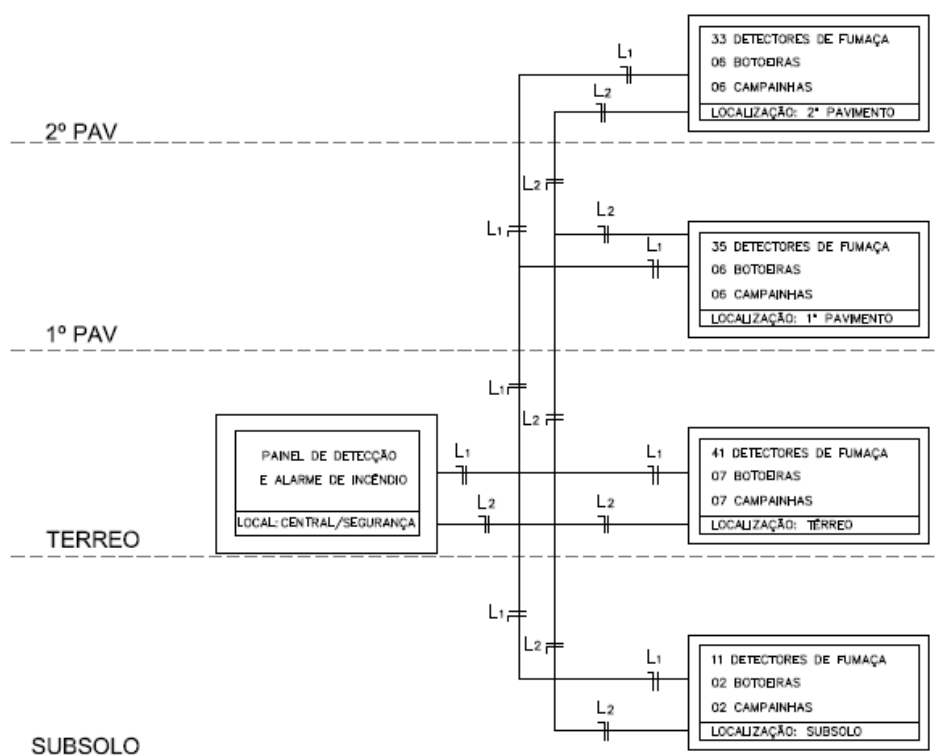 L1
33 DETECTORES DE FUMAÇA
06 BOTOEIRAS
06 CAMPAINHAS
L2
LOCALIZAÇÃO: 2º PAVIMENTO
2º PAV
L2
L1
L2
L1
35 DETECTORES DE FUMAÇA
06 BOTOEIRAS
06 CAMPAINHAS
LOCALIZAÇÃO: 1º PAVIMENTO
1º PAV
L1
L2
PAINEL DE DETECÇÃO
E ALARME DE INCÊNDIO
LOCAL: CENTRAL/SEGURANÇA
L1
L2
L1
L2
41 DETECTORES DE FUMAÇA
07 BOTOEIRAS
07 CAMPAINHAS
LOCALIZAÇÃO: TÉRREO
TERREO
L1
L2
L1
L2
11 DETECTORES DE FUMAÇA
02 BOTOEIRAS
02 CAMPAINHAS
LOCALIZAÇÃO: SUBSOLO
SUBSOLO